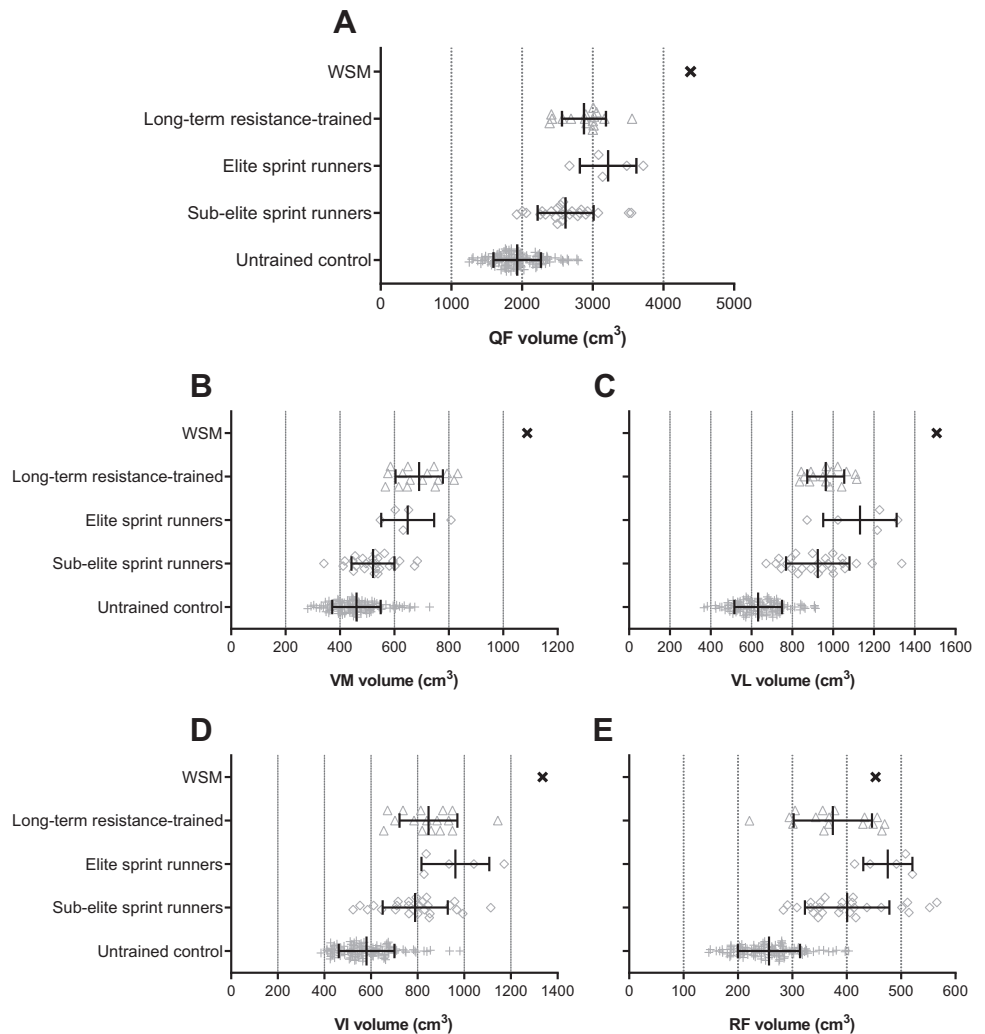 A
WSM
Long-term resistance-trained
Elite sprint runners
Sub-elite sprint runners
Untrained control
0 1000 2000 3000 4000 5000
QF volume (cm³)
B
WSM
Long-term resistance-trained
Elite sprint runners
Sub-elite sprint runners
Untrained control
0 200 400 600 800 1000 1200
VM volume (cm³)
C
0 200 400 600 800 1000 1200 1400 1600
VL volume (cm³)
D
WSM
Long-term resistance-trained
Elite sprint runners
Sub-elite sprint runners
Untrained control
0 200 400 600 800 1000 1200 1400
VI volume (cm³)
E
0 100 200 300 400 500 600
RF volume (cm³)